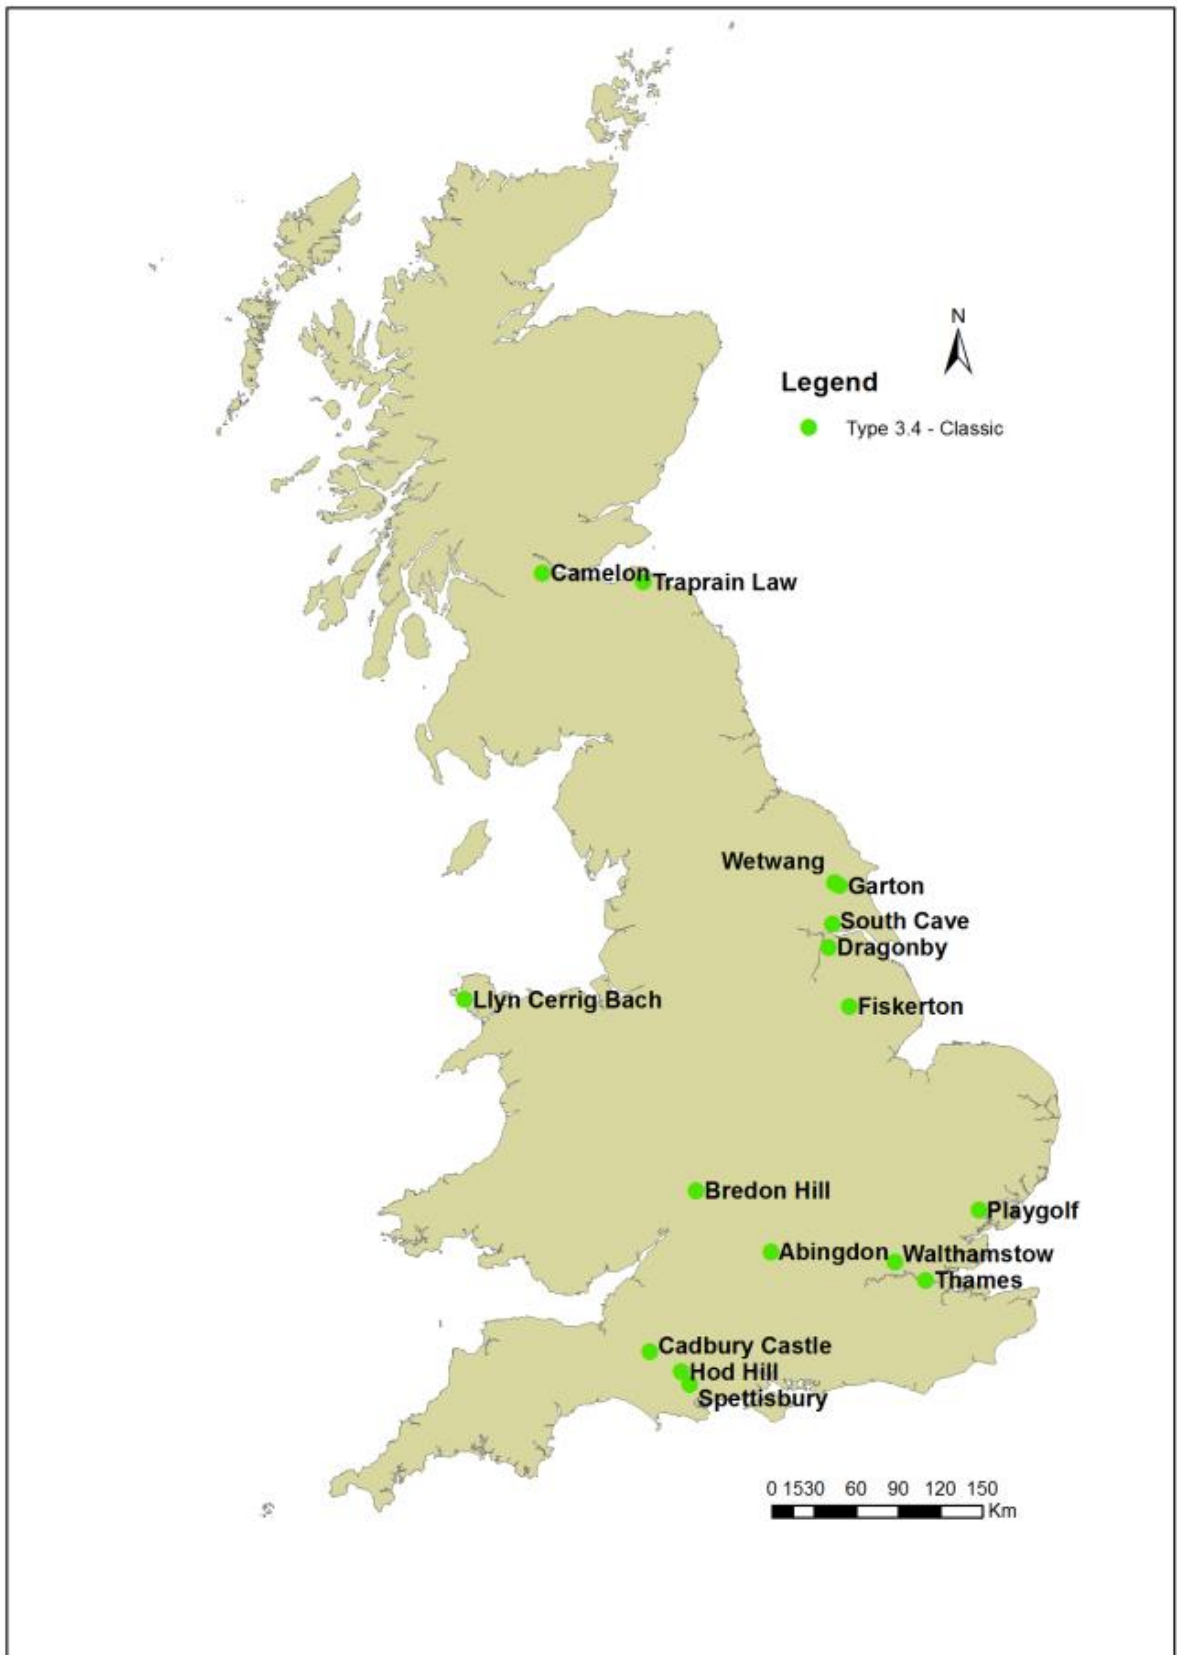 N
Legend
Type 3.4 - Classic
Camelon
Traprain Law
Wetwang
Garton
South Cave
Dragonby
Llyn Cerrig Bach
Fiskerton
Bredon Hill
Playgolf
Abingdon
Walthamstow
Thames
Cadbury Castle
Hod Hill
Spettisbury
0 1530 60 90 120 150
Km